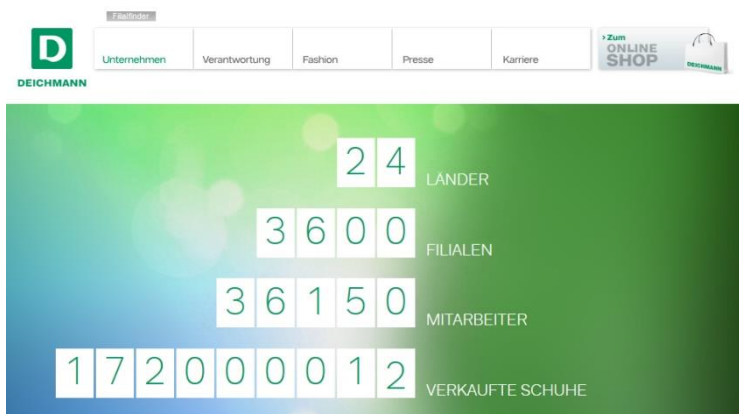 Filialfinder
D
DEICHMANN
Unternehmen Verantwortung Fashion Presse Karriere
› Zum
ONLINE
SHOP
DEICHMANN
24 LÄNDER
3600 FILIALEN
36150 MITARBEITER
172000012 VERKAUFTE SCHUHE